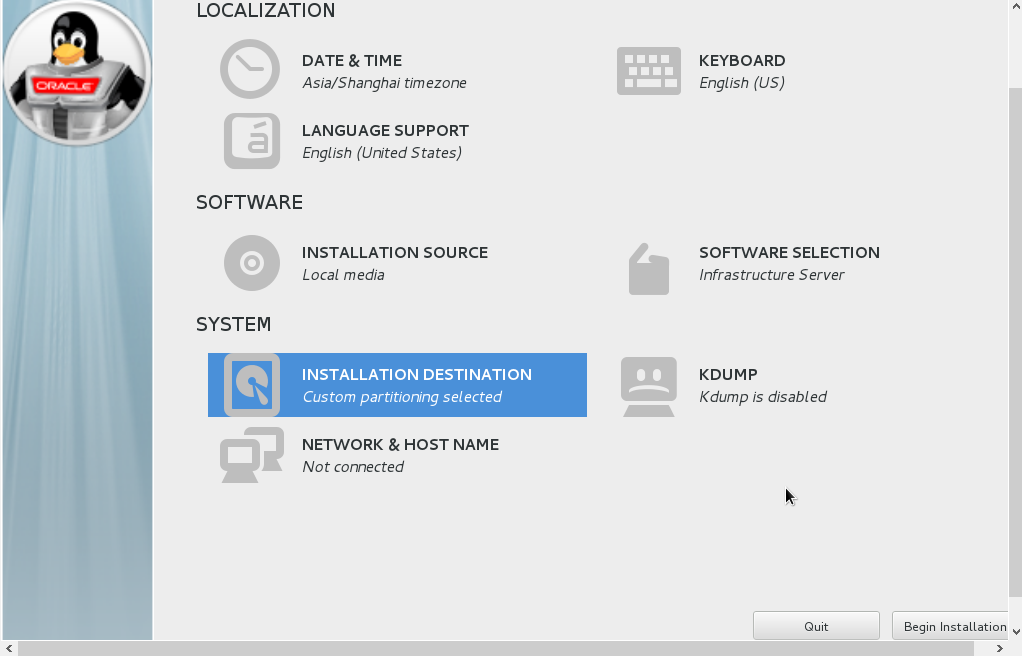 LOCALIZATION
DATE & TIME
Asia/Shanghai timezone
KEYBOARD
English (US)
LANGUAGE SUPPORT
English (United States)
SOFTWARE
INSTALLATION SOURCE
Local media
SOFTWARE SELECTION
Infrastructure Server
SYSTEM
INSTALLATION DESTINATION
Custom partitioning selected
KDUMP
Kdump is disabled
NETWORK & HOST NAME
Not connected
Quit
Begin Installation
ORACLE